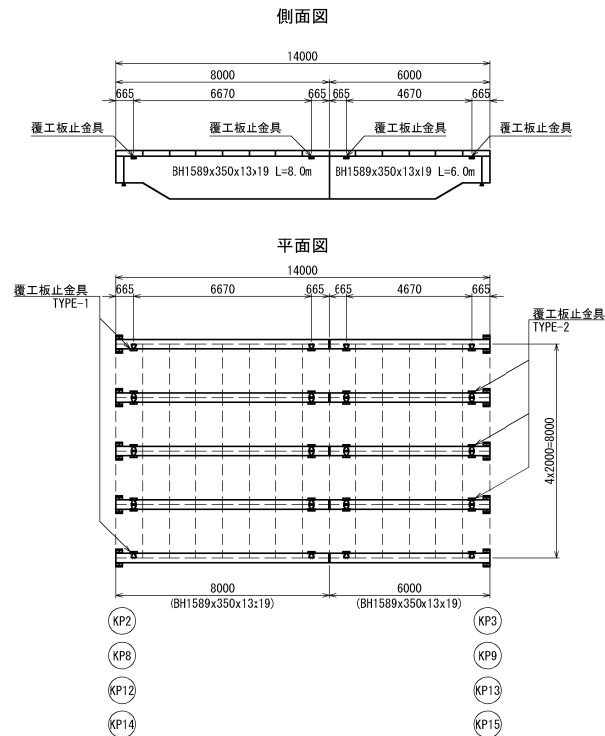 側面図
14000
8000 6000
665 6670 665 665 4670 665
覆工板止金具 覆工板止金具 覆工板止金具 覆工板止金具
BH1589x350x13x19 L=8.0m BH1589x350x13x19 L=6.0m
平面図
14000
665 6670 665 665 4670 665
覆工板止金具
TYPE-1
覆工板止金具
TYPE-2
4x2000=8000
8000 6000
(BH1589x350x13x19) (BH1589x350x13x19)
KP2 KP3
KP8 KP9
KP12 KP13
KP14 KP15